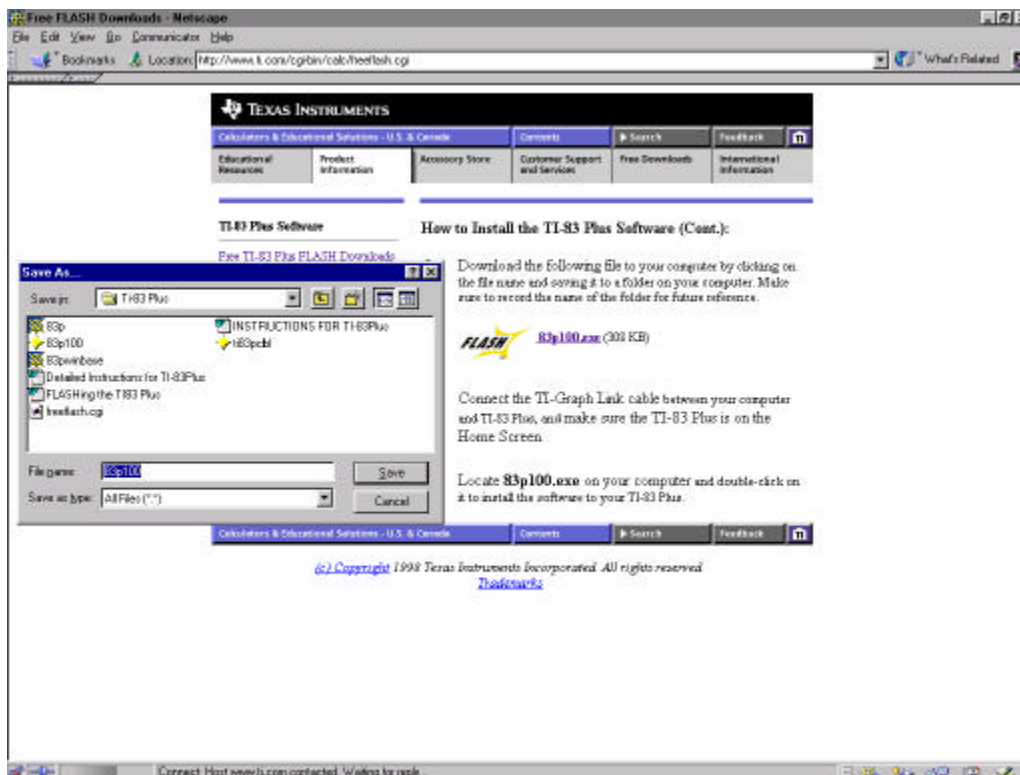 Free FLASH Downloads - Netscape
File Edit View Go Communicator Help
Bookmarks Location: http://www.ti.com/cgi-bin/calc/freeflash.cgi What's Related
TEXAS INSTRUMENTS
Calculators & Educational Solutions - U.S. & Canada Contents Search Feedback
Educational Resources Product Information Accessory Store Customer Support and Services Free Downloads International Information
TI-83 Plus Software
Free TI-83 Plus FLASH Downloads
How to Install the TI-83 Plus Software (Cont.):
Download the following file to your computer by clicking on
the file name and saving it to a folder on your computer. Make
sure to record the name of the folder for future reference.
FLASH 83p100.exe (308 KB)
Connect the TI-Graph Link cable between your computer
and TI-83 Plus, and make sure the TI-83 Plus is on the
Home Screen
Locate 83p100.exe on your computer and double-click on
it to install the software to your TI-83 Plus.
Save As...
Save in: TI-83 Plus
83p
83p100
83pwinbase
Detailed Instructions for TI-83Plus
FLASHing the TI83 Plus
freeflash.cgi
INSTRUCTIONS FOR TI-83Plus
File name: 83p100 Save
Save as type: All Files (*.*) Cancel
Calculators & Educational Solutions - U.S. & Canada Contents Search Feedback
(c) Copyright 1998 Texas Instruments Incorporated. All rights reserved.
Trademarks
Connect: Host www.ti.com contacted. Waiting for reply...